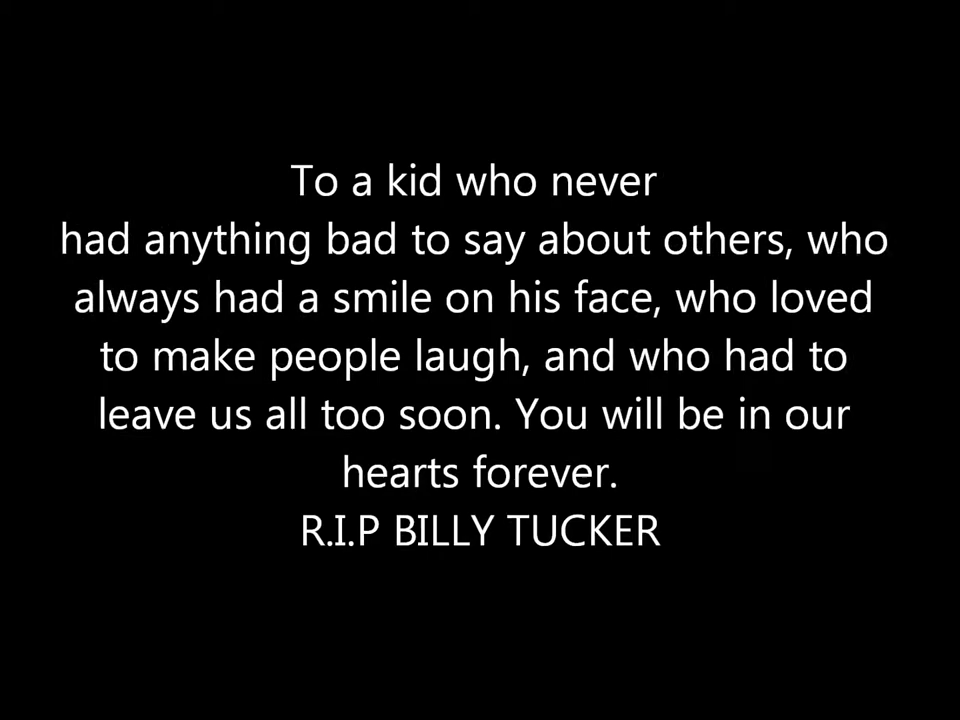 To a kid who never
had anything bad to say about others, who
always had a smile on his face, who loved
to make people laugh, and who had to
leave us all too soon. You will be in our
hearts forever.
R.I.P BILLY TUCKER